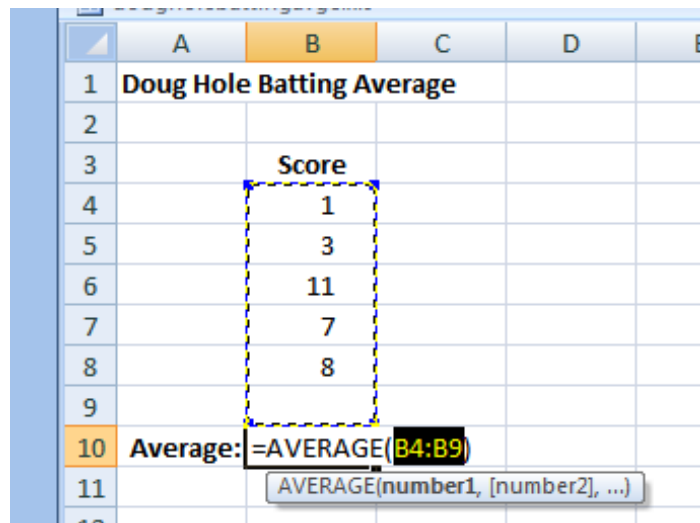 A B C D
1 Doug Hole Batting Average
2
3 Score
4 1
5 3
6 11
7 7
8 8
9
10 Average: =AVERAGE(B4:B9)
11 AVERAGE(number1, [number2], ...)